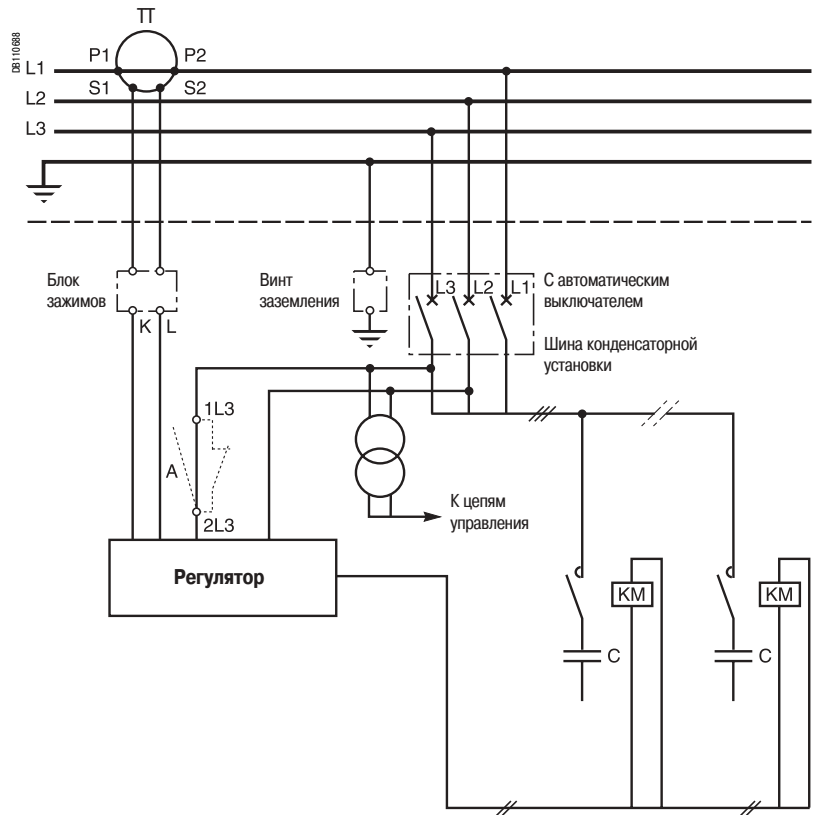 DB110688
TT
P1
P2
L1
S1
S2
L2
L3
Блок
зажимов
Винт
заземления
L3
L2
L1
С автоматическим
выключателем
K
L
Шина конденсаторной
установки
1L3
A
2L3
К цепям
управления
Регулятор
KM
KM
C
C